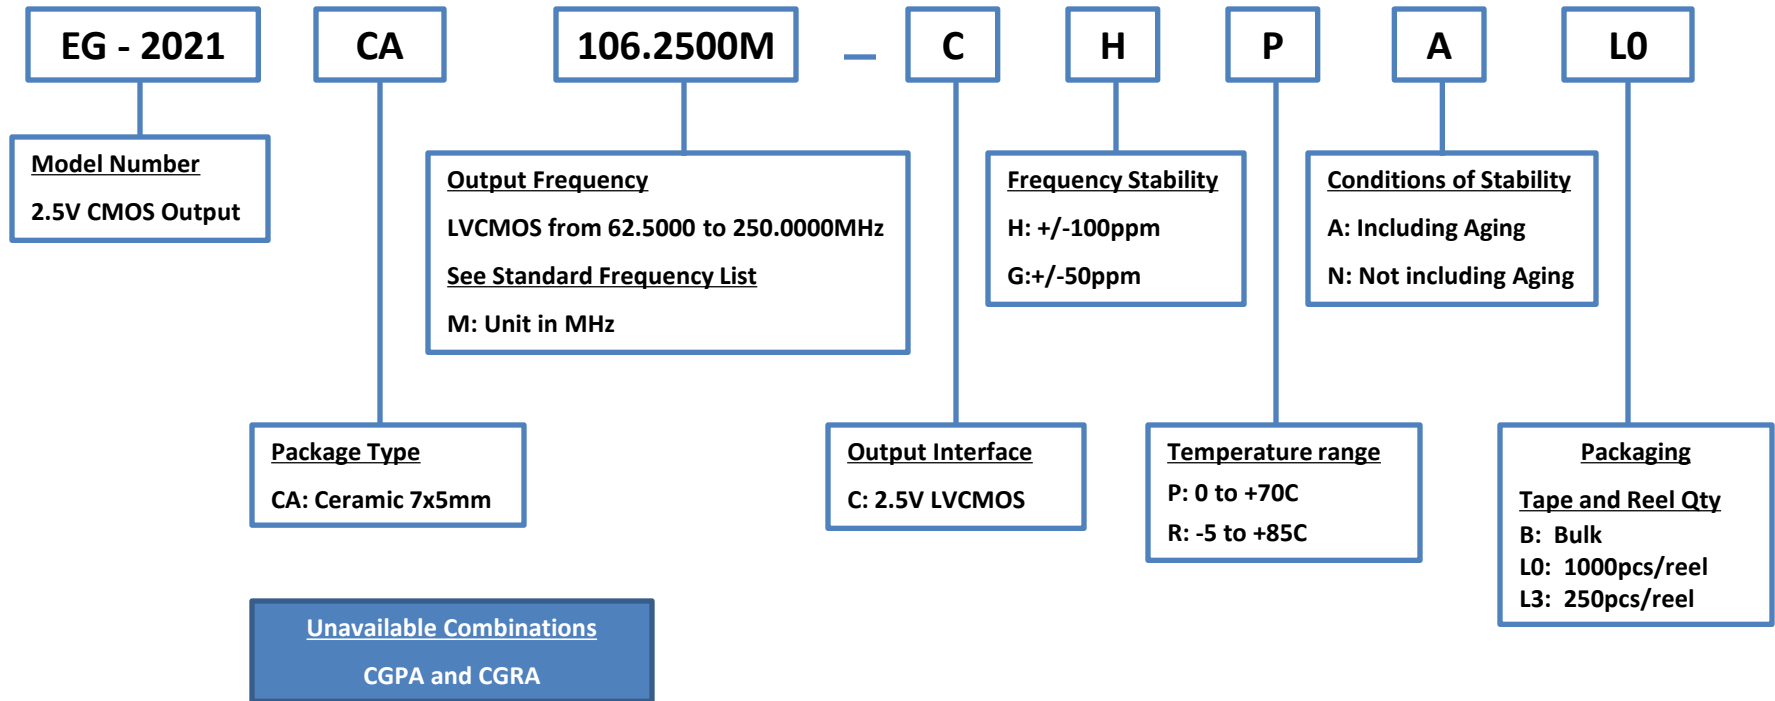 EG - 2021 CA 106.2500M _ C H P A L0
Model Number
2.5V CMOS Output
Output Frequency
LVCMOS from 62.5000 to 250.0000MHz
See Standard Frequency List
M: Unit in MHz
Frequency Stability
H: +/-100ppm
G:+/-50ppm
Conditions of Stability
A: Including Aging
N: Not including Aging
Package Type
CA: Ceramic 7x5mm
Output Interface
C: 2.5V LVCMOS
Temperature range
P: 0 to +70C
R: -5 to +85C
Packaging
Tape and Reel Qty
B: Bulk
L0: 1000pcs/reel
L3: 250pcs/reel
Unavailable Combinations
CGPA and CGRA